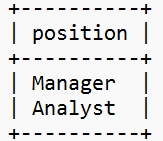 +----------+
| position |
+----------+
| Manager  |
| Analyst  |
+----------+